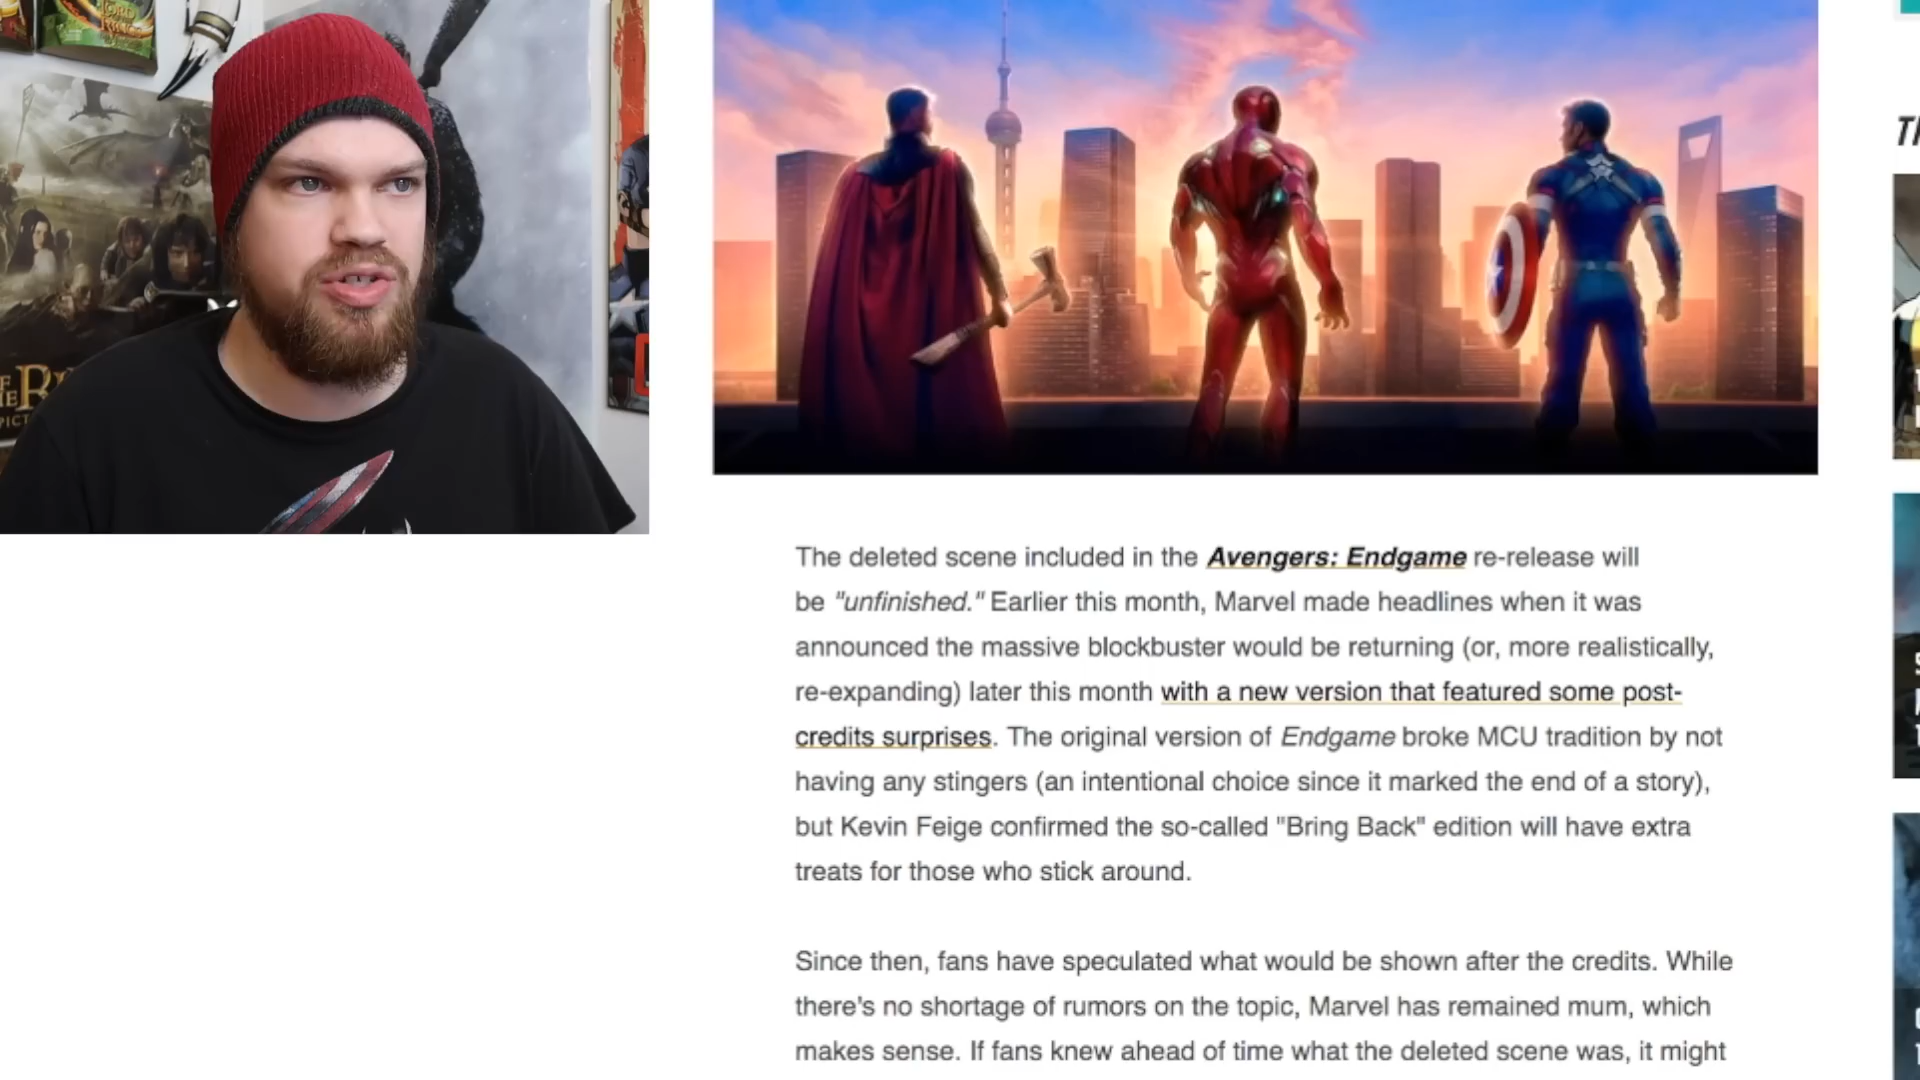 LORD
OF THE
RINGS
The deleted scene included in the Avengers: Endgame re-release will
be "unfinished." Earlier this month, Marvel made headlines when it was
announced the massive blockbuster would be returning (or, more realistically,
re-expanding) later this month with a new version that featured some post-
credits surprises. The original version of Endgame broke MCU tradition by not
having any stingers (an intentional choice since it marked the end of a story),
but Kevin Feige confirmed the so-called "Bring Back" edition will have extra
treats for those who stick around.
Since then, fans have speculated what would be shown after the credits. While
there's no shortage of rumors on the topic, Marvel has remained mum, which
makes sense. If fans knew ahead of time what the deleted scene was, it might